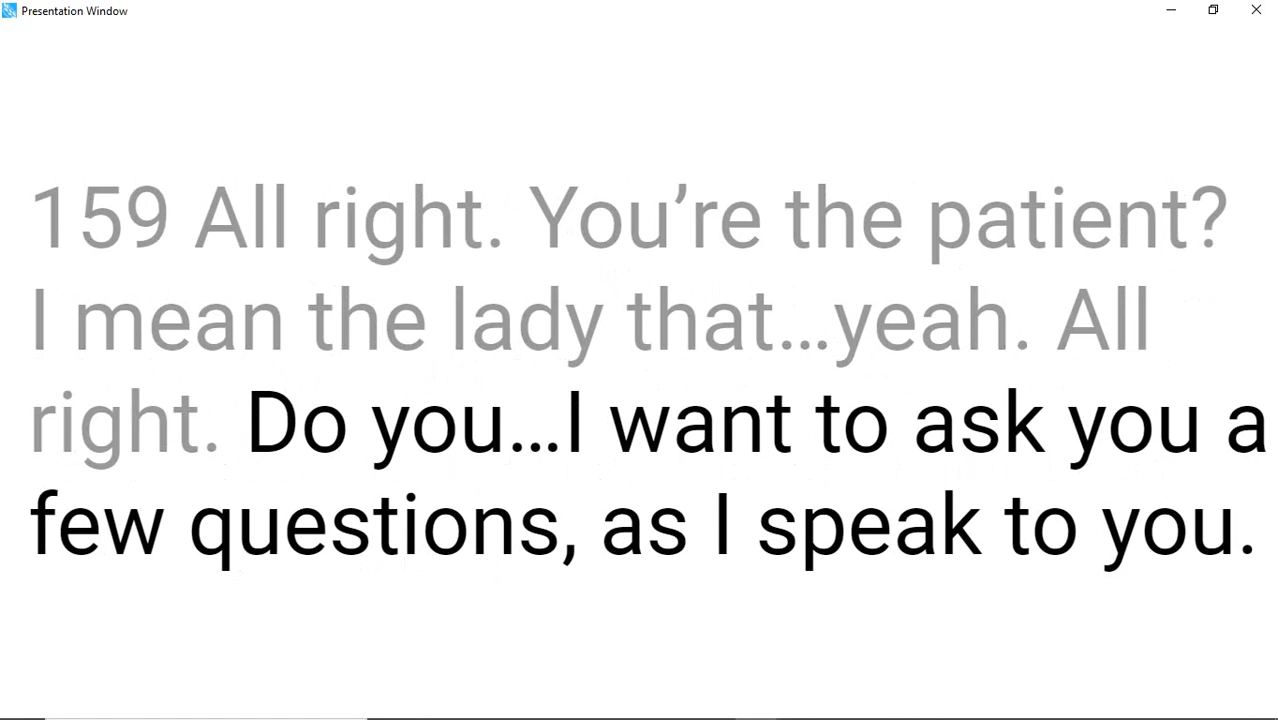 Presentation Window
159 All right. You’re the patient?
I mean the lady that…yeah. All
right. Do you…I want to ask you a
few questions, as I speak to you.